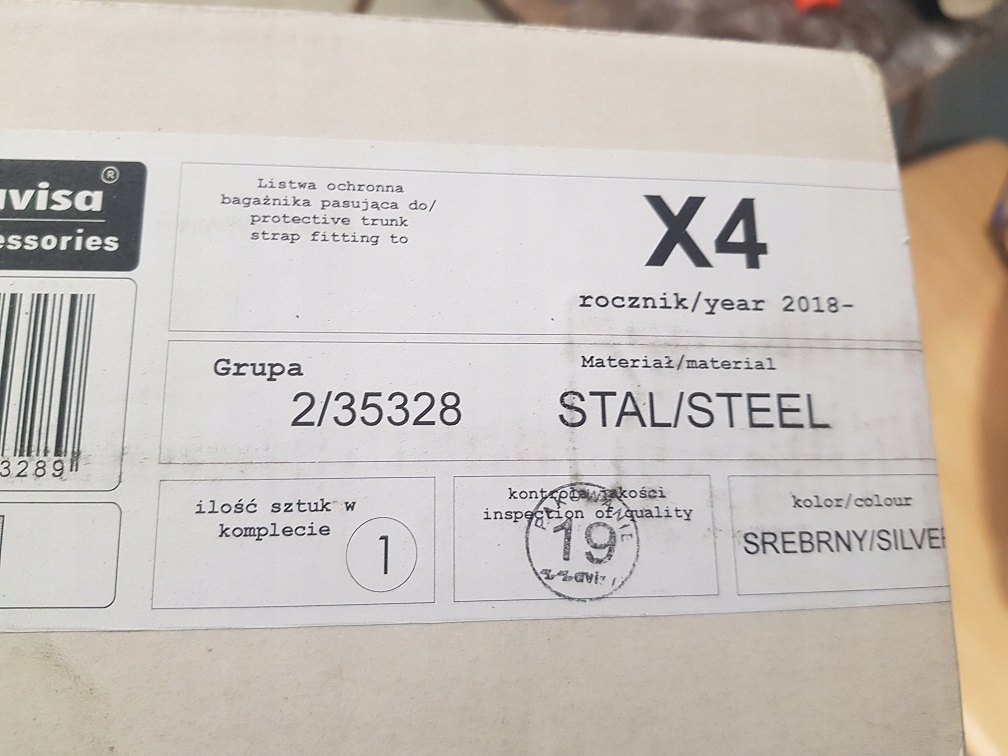 avisa®
essories
Listwa ochronna
bagażnika pasująca do/
protective trunk
strap fitting to
X4
rocznik/year 2018-
Grupa
2/35328
Materiał/material
STAL/STEEL
3289
ilość sztuk w
komplecie
1
kontrola jakości
inspection of quality
19
kolor/colour
SREBRNY/SILVER